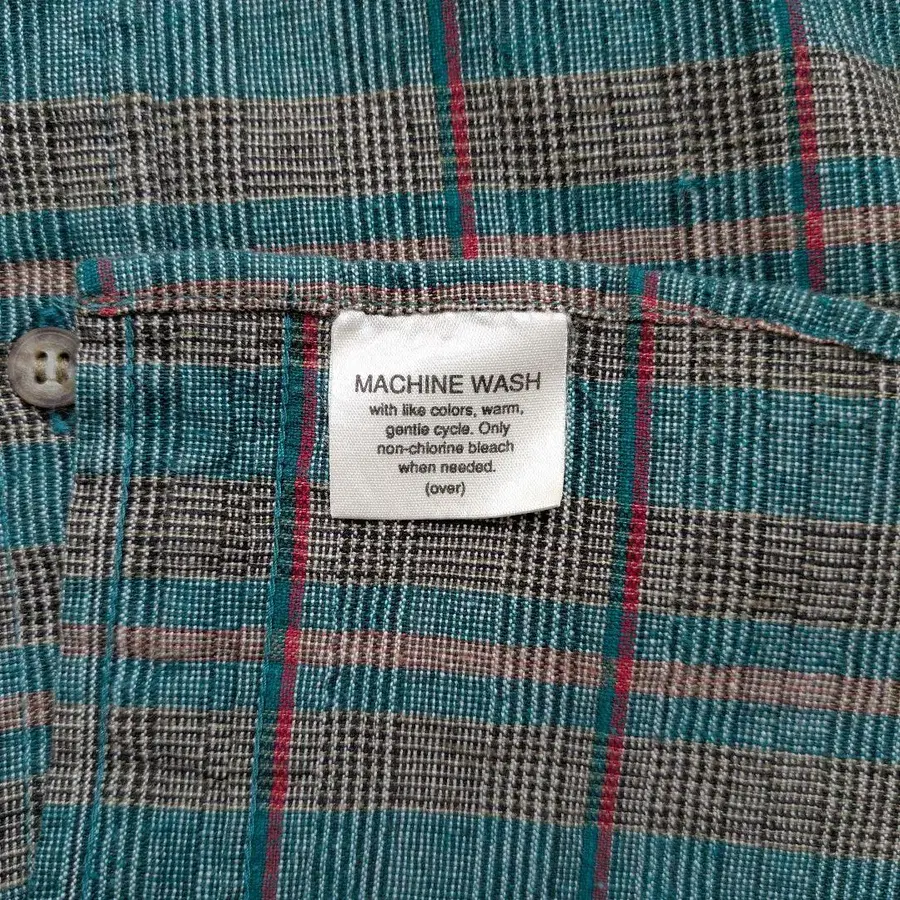 MACHINE WASH
with like colors, warm,
gentle cycle. Only
non-chlorine bleach
when needed.
(over)